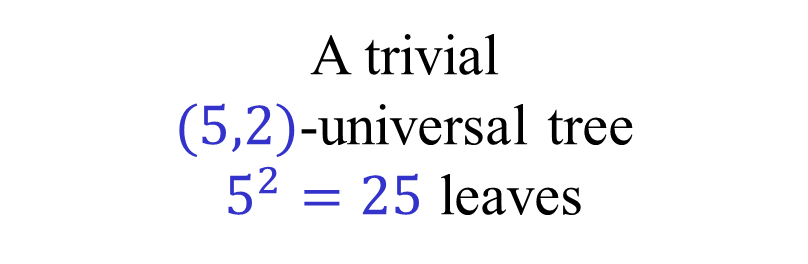 A trivial
(5,2)-universal tree
5² = 25 leaves